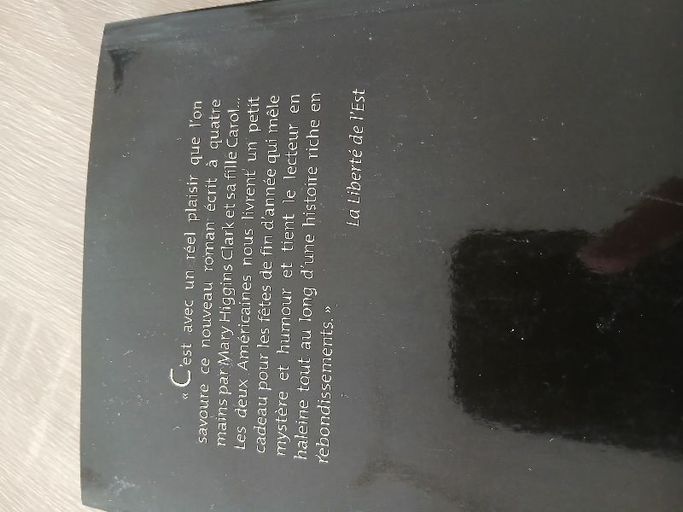 « C'est avec un réel plaisir que l'on
savoure ce nouveau roman écrit à quatre
mains par Mary Higgins Clark et sa fille Carol...
Les deux Américaines nous livrent un petit
cadeau pour les fêtes de fin d'année qui mêle
mystère et humour et tient le lecteur en
haleine tout au long d'une histoire riche en
rebondissements. »
La Liberté de l'Est